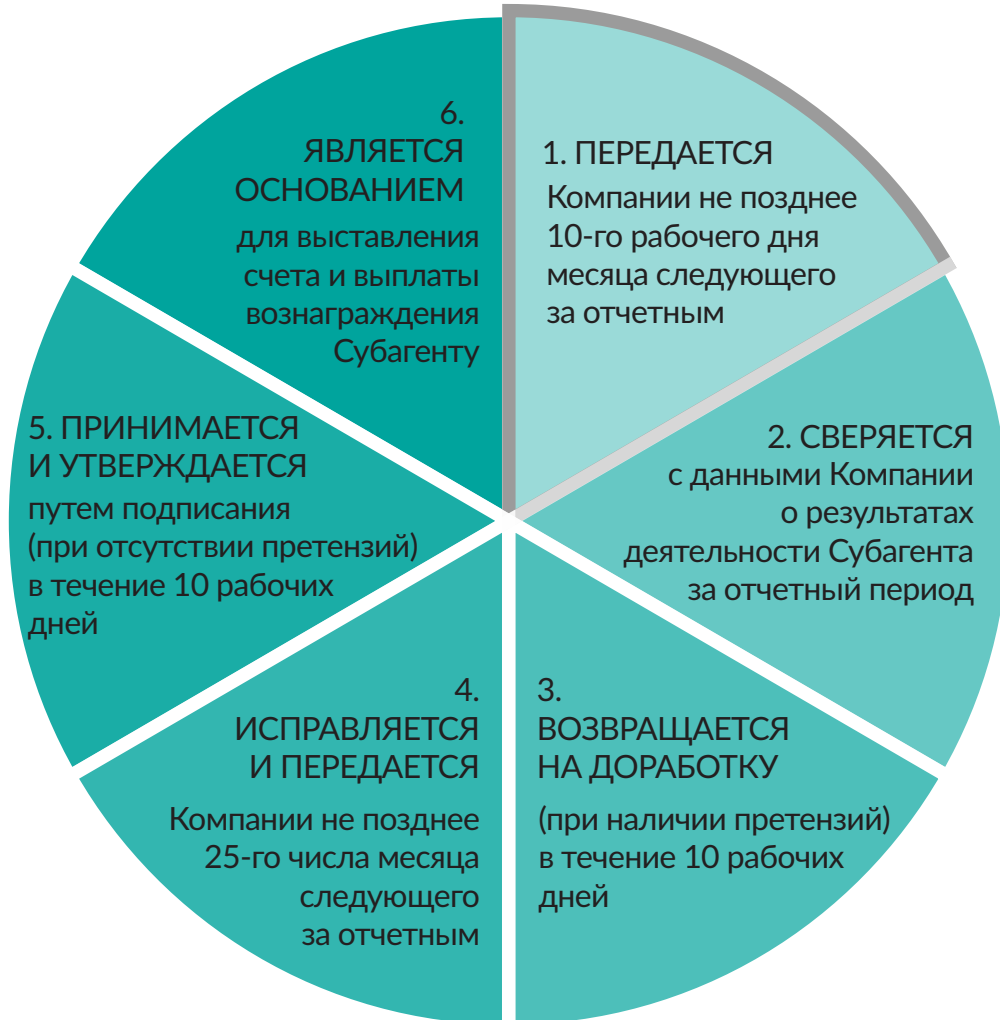 1. ПЕРЕДАЕТСЯ
Компании не позднее
10-го рабочего дня
месяца следующего
за отчетным
2. СВЕРЯЕТСЯ
с данными Компании
о результатах
деятельности Субагента
за отчетный период
3.
ВОЗВРАЩАЕТСЯ
НА ДОРАБОТКУ
(при наличии претензий)
в течение 10 рабочих
дней
4.
ИСПРАВЛЯЕТСЯ
И ПЕРЕДАЕТСЯ
Компании не позднее
25-го числа месяца
следующего
за отчетным
5. ПРИНИМАЕТСЯ
И УТВЕРЖДАЕТСЯ
путем подписания
(при отсутствии претензий)
в течение 10 рабочих
дней
6.
ЯВЛЯЕТСЯ
ОСНОВАНИЕМ
для выставления
счета и выплаты
вознаграждения
Субагенту